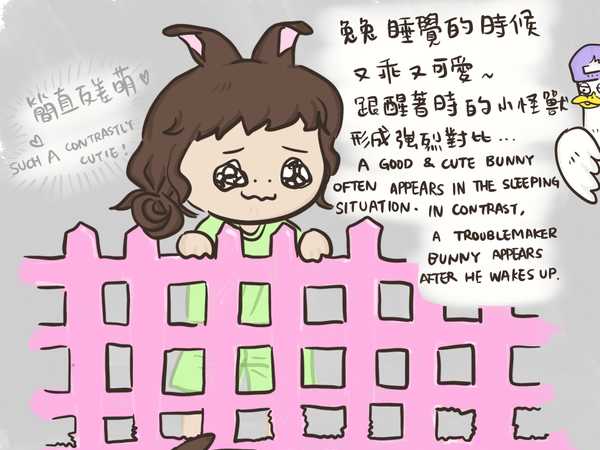 簡直反差萌
SUCH A CONTRASTLY
CUTIE!
兔兔睡覺的時候
又乖又可愛~
跟醒著時的小怪獸
形成強烈對比...
A GOOD & CUTE BUNNY
OFTEN APPEARS IN THE SLEEPING
SITUATION. IN CONTRAST,
A TROUBLEMAKER
BUNNY APPEARS
AFTER HE WAKES UP.